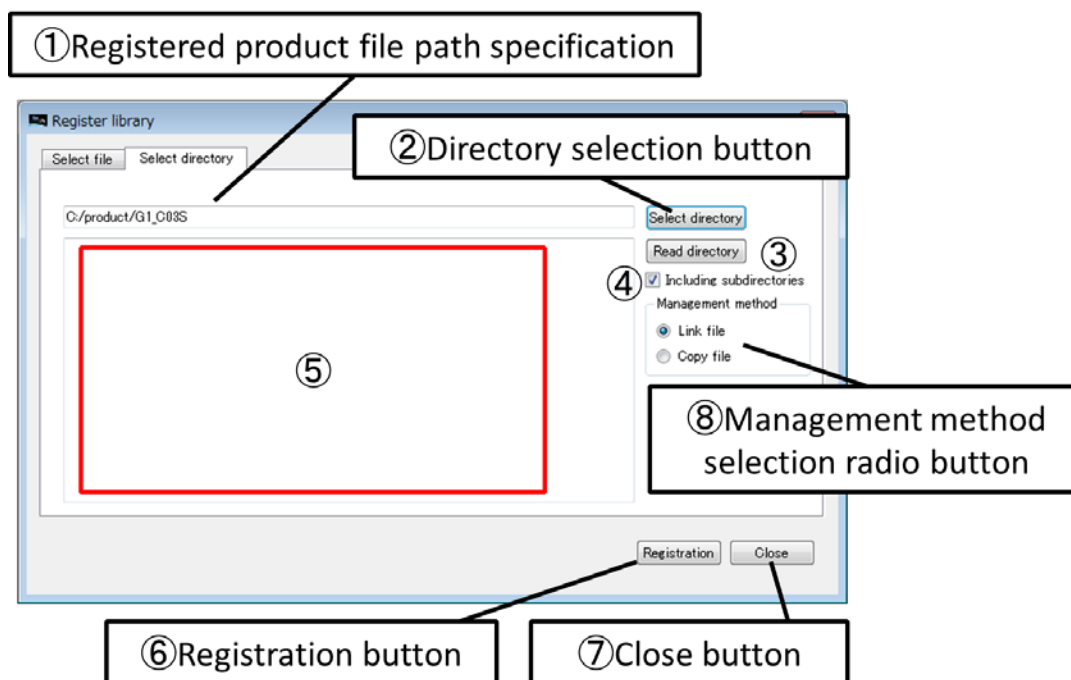 ①Registered product file path specification
Register library
②Directory selection button
Select file
Select directory
C:/product/G1_C03S
Select directory
Read directory
③
④
Including subdirectories
Management method
Link file
Copy file
⑤
⑧Management method
selection radio button
Registration
Close
⑥Registration button
⑦Close button